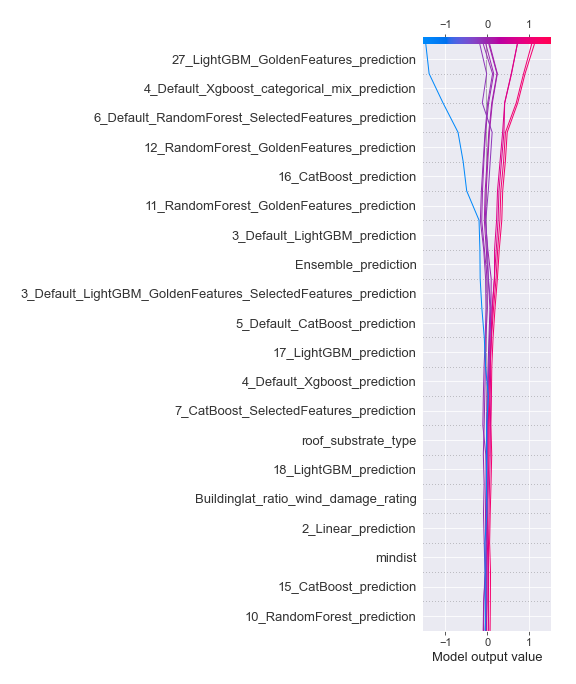 −1 0 1
27_LightGBM_GoldenFeatures_prediction
4_Default_Xgboost_categorical_mix_prediction
6_Default_RandomForest_SelectedFeatures_prediction
12_RandomForest_GoldenFeatures_prediction
16_CatBoost_prediction
11_RandomForest_GoldenFeatures_prediction
3_Default_LightGBM_prediction
Ensemble_prediction
3_Default_LightGBM_GoldenFeatures_SelectedFeatures_prediction
5_Default_CatBoost_prediction
17_LightGBM_prediction
4_Default_Xgboost_prediction
7_CatBoost_SelectedFeatures_prediction
roof_substrate_type
18_LightGBM_prediction
Buildinglat_ratio_wind_damage_rating
2_Linear_prediction
mindist
15_CatBoost_prediction
10_RandomForest_prediction
−1 0 1
Model output value